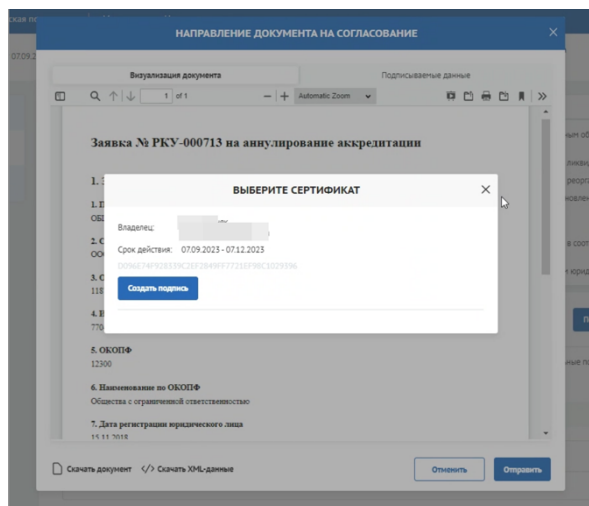 НАПРАВЛЕНИЕ ДОКУМЕНТА НА СОГЛАСОВАНИЕ
07.09.2
Визуализация документа
Подписываемые данные
1 of 1
Automatic Zoom
Заявка № РКУ-000713 на аннулирование аккредитации
ВЫБЕРИТЕ СЕРТИФИКАТ
Владелец:
Срок действия: 07.09.2023 - 07.12.2023
Создать подпись
5. ОКОПФ
12300
6. Наименование по ОКОПФ
Общества с ограниченной ответственностью
7. Дата регистрации юридического лица
15.11.2018
Скачать документ </> Скачать XML-данные
Отменить
Отправить